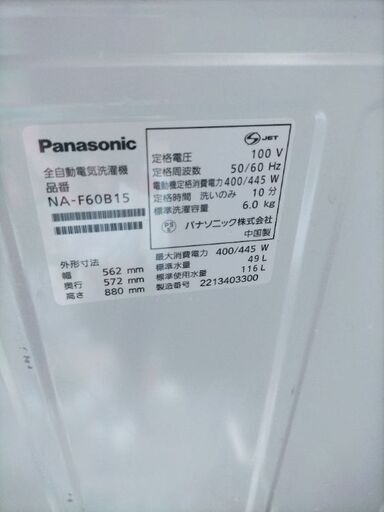 Panasonic
全自動電気洗濯機
品番
NA-F60B15
外形寸法
幅 562 mm
奥行 572 mm
高さ 880 mm
S JET
定格電圧 100 V
定格周波数 50/60 Hz
電動機定格消費電力 400/445 W
定格時間 洗いのみ 10 分
標準洗濯容量 6.0 kg
PS E パナソニック株式会社
中国製
最大消費電力 400/445 W
標準水量 49 L
標準使用水量 116 L
製造番号 2213403300